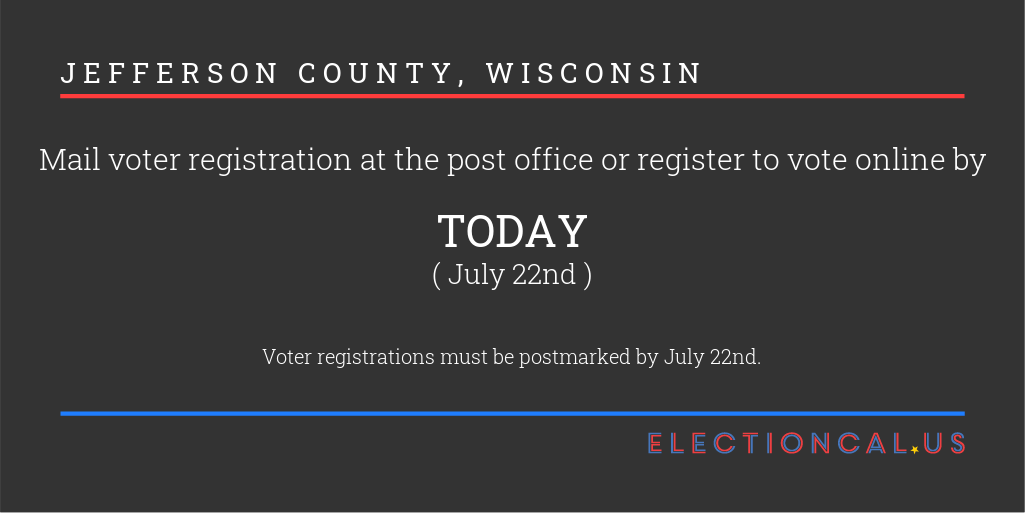 JEFFERSON COUNTY, WISCONSIN
Mail voter registration at the post office or register to vote online by
TODAY
( July 22nd )
Voter registrations must be postmarked by July 22nd.
ELECTIONCAL.US